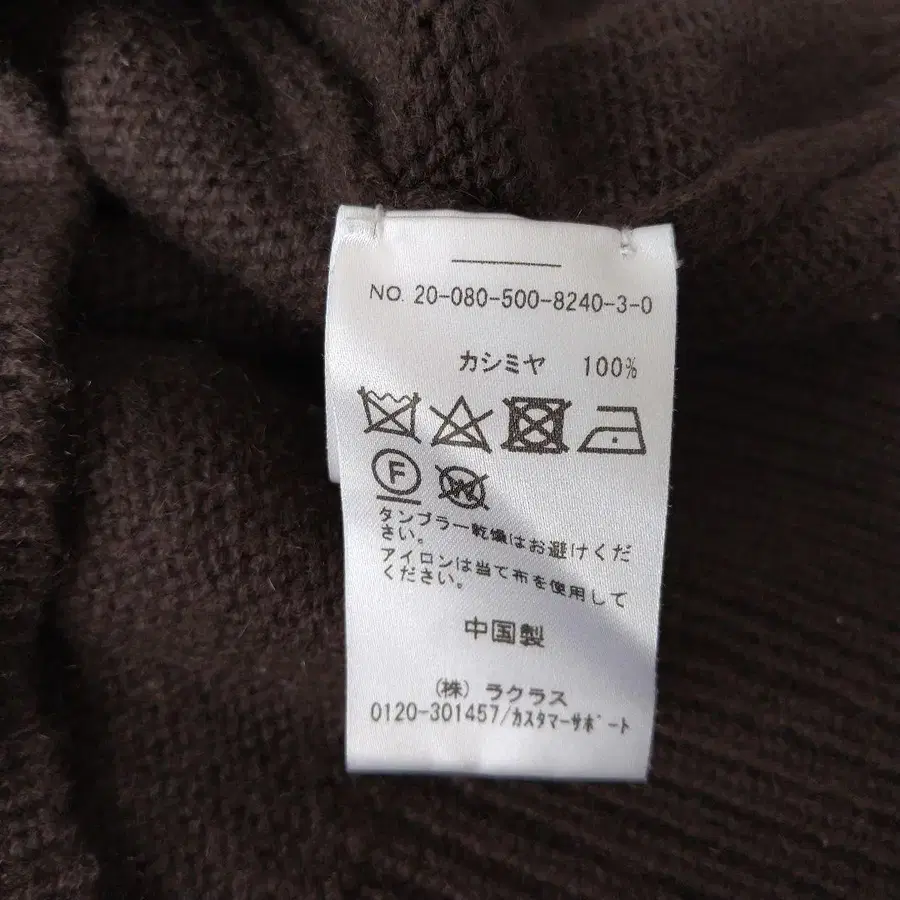 NO. 20-080-500-8240-3-0
カシミヤ 100%
F
W
タンブラー乾燥はお避けくだ
さい。
アイロンは当て布を使用して
ください。
中国製
(株) ラクラス
0120-301457/カスタマーサポート